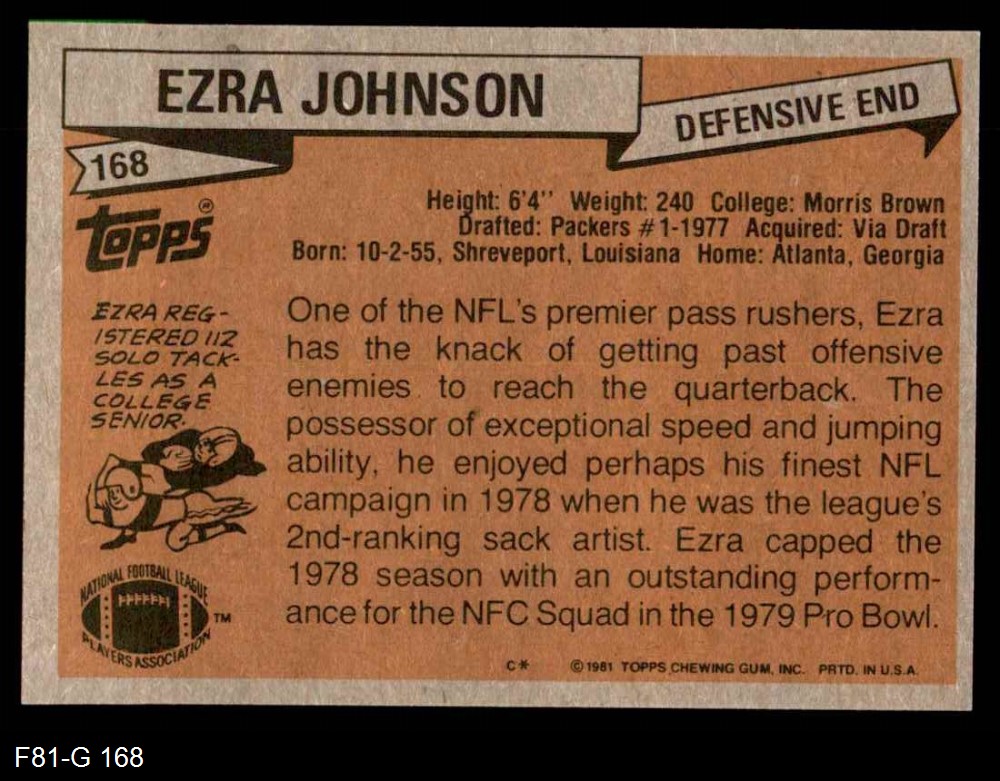 EZRA JOHNSON
DEFENSIVE END
168
Topps®
Height: 6'4'' Weight: 240 College: Morris Brown
Drafted: Packers #1-1977 Acquired: Via Draft
Born: 10-2-55, Shreveport, Louisiana Home: Atlanta, Georgia
EZRA REG-
ISTERED 112
SOLO TACK-
LES AS A
COLLEGE
SENIOR.
One of the NFL's premier pass rushers, Ezra
has the knack of getting past offensive
enemies to reach the quarterback. The
possessor of exceptional speed and jumping
ability, he enjoyed perhaps his finest NFL
campaign in 1978 when he was the league's
2nd-ranking sack artist. Ezra capped the
1978 season with an outstanding perform-
ance for the NFC Squad in the 1979 Pro Bowl.
NATIONAL FOOTBALL LEAGUE
PLAYERS ASSOCIATION
TM
C* © 1981 TOPPS CHEWING GUM, INC. PRTD. IN U.S.A.
F81-G 168